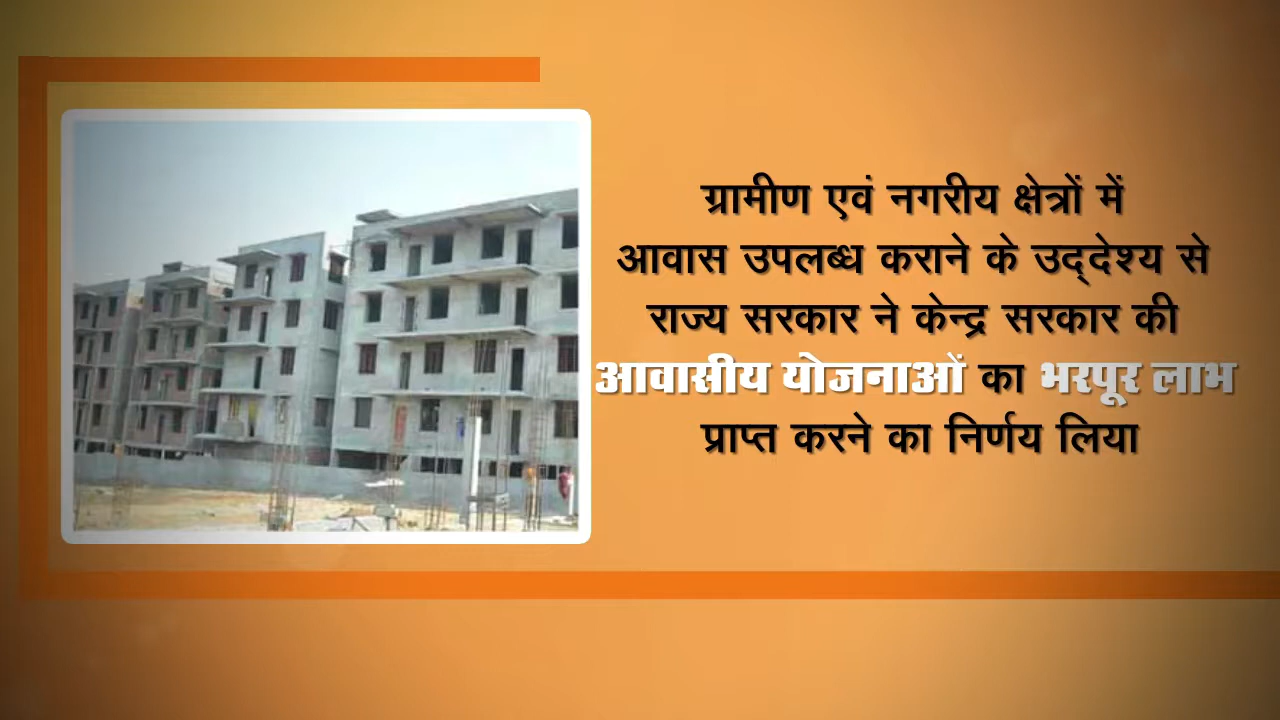 ग्रामीण एवं नगरीय क्षेत्रों में
आवास उपलब्ध कराने के उद्‌देश्य से
राज्य सरकार ने केन्द्र सरकार की
आवासीय योजनाओं का भरपूर लाभ
प्राप्त करने का निर्णय लिया